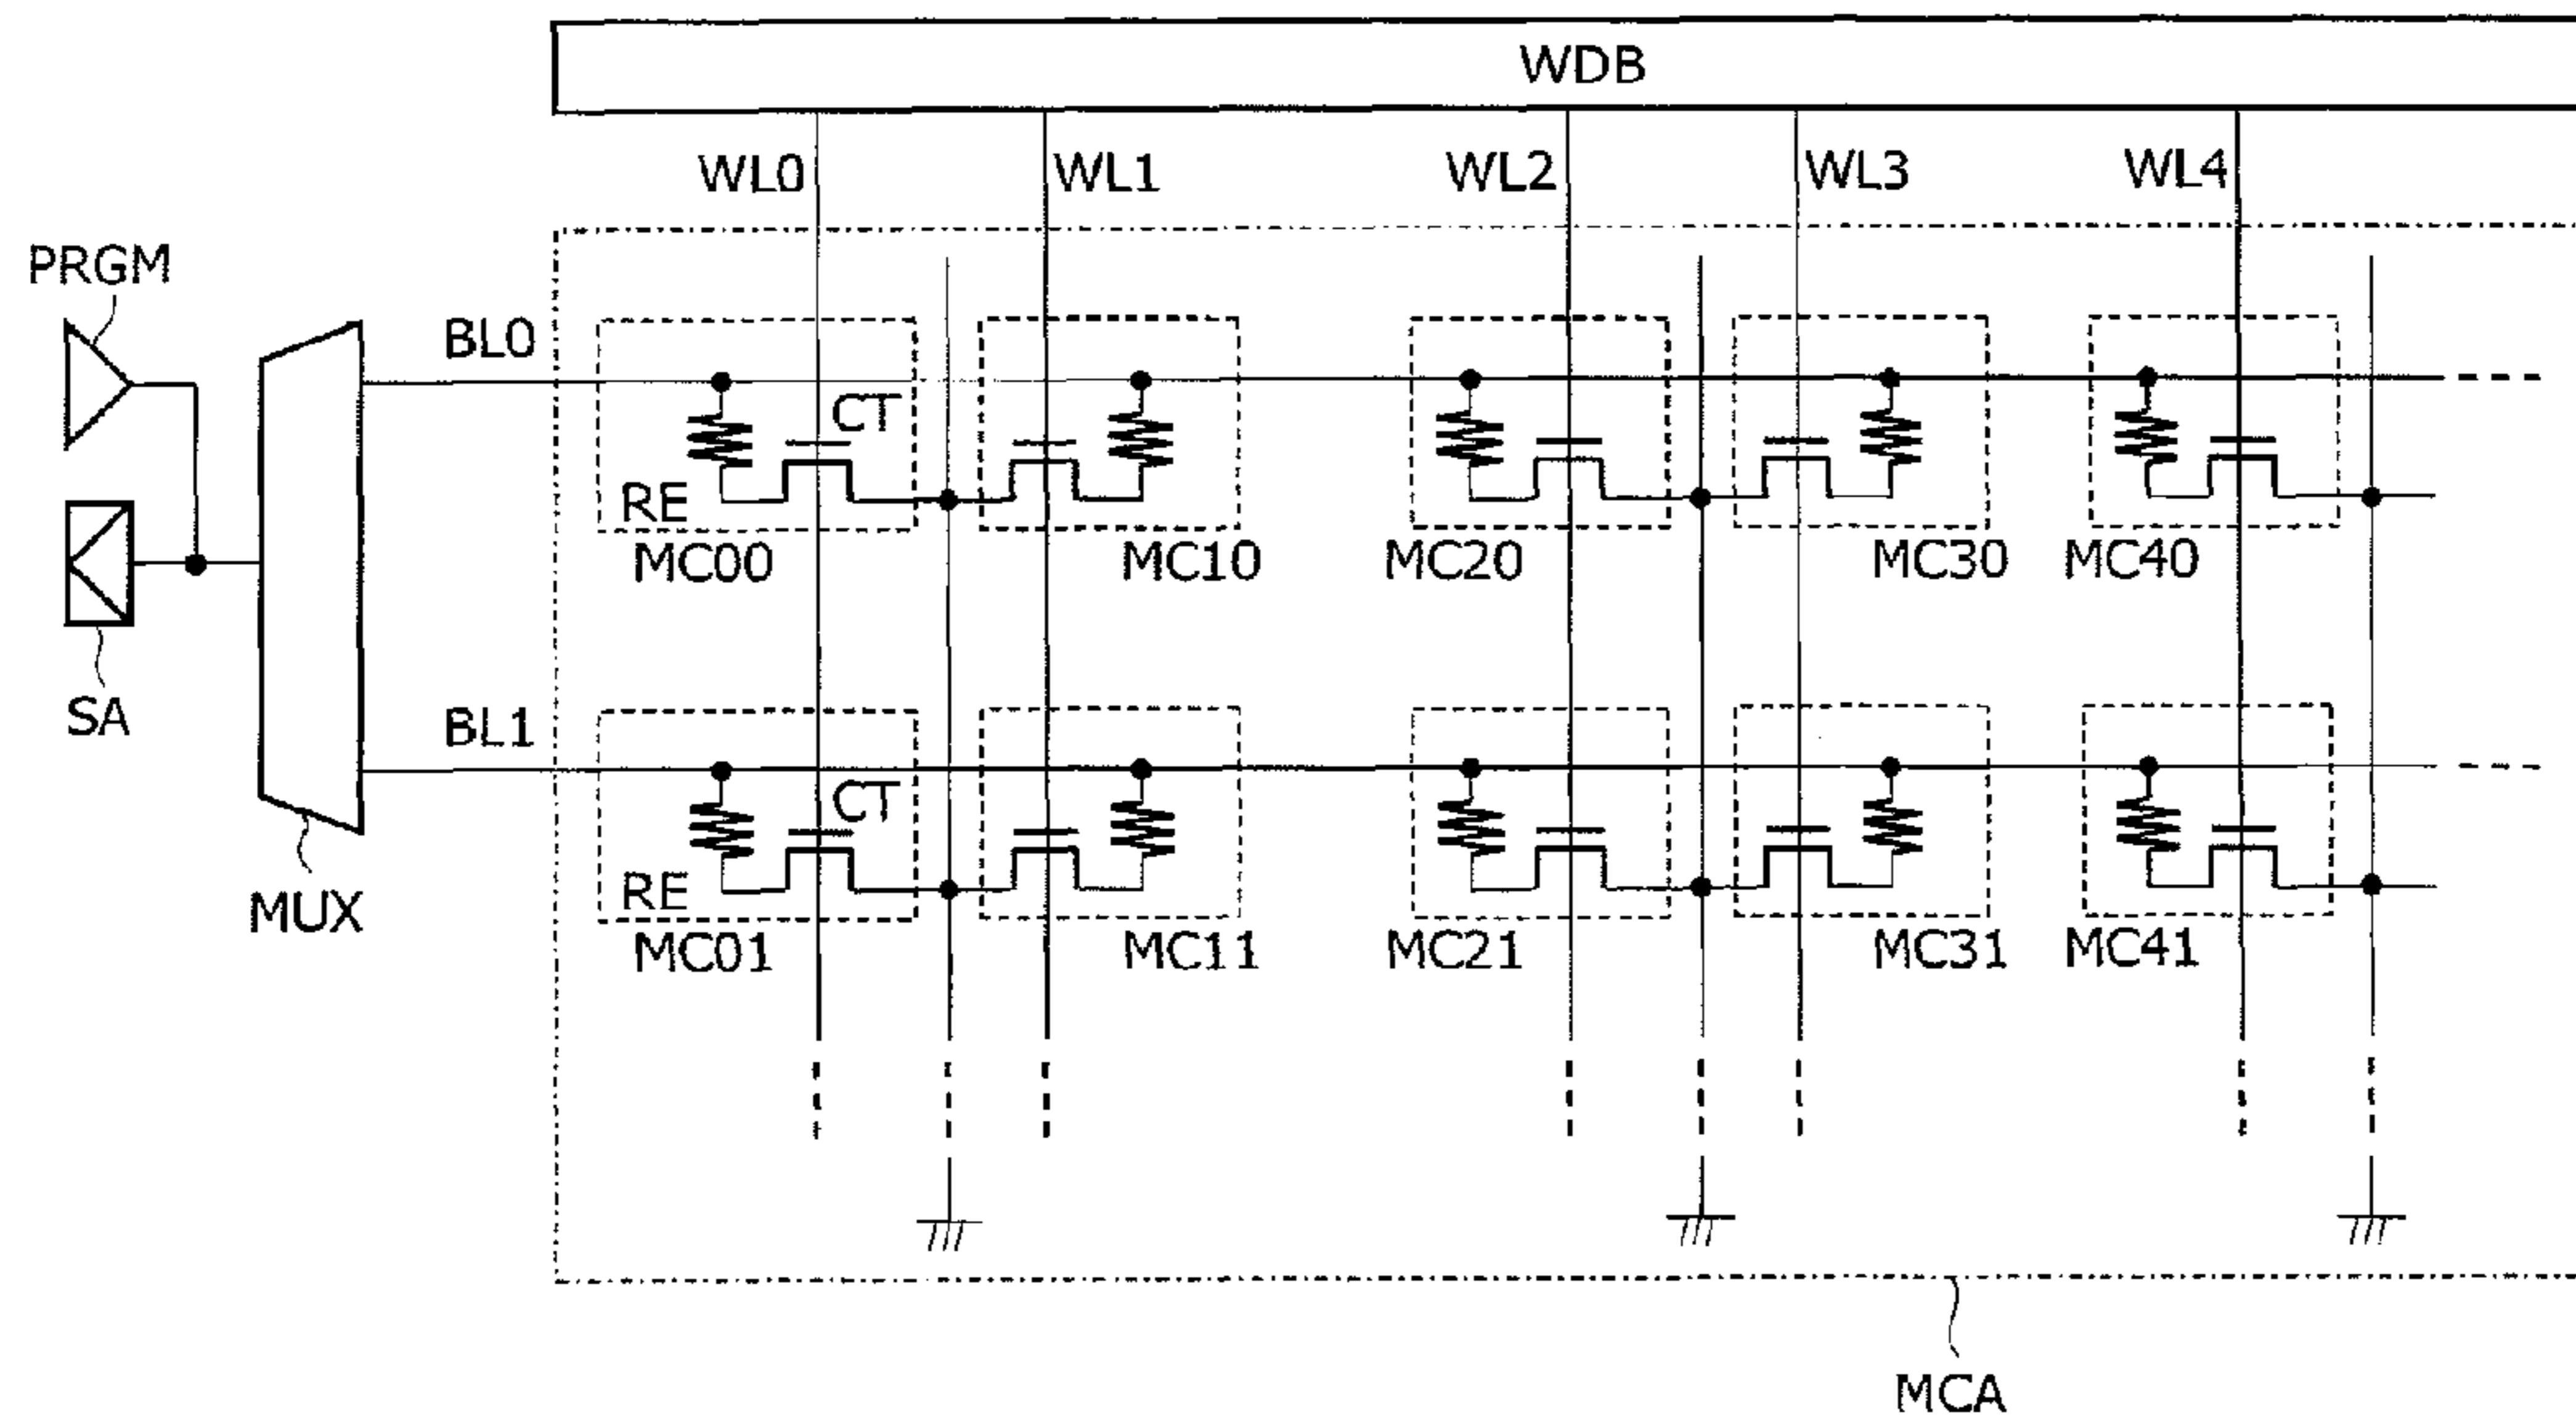 WDB
WL0
WL1
WL2
WL3
WL4
PRGM
BL0
CT
RE
MC00
MC10
MC20
MC30
MC40
SA
BL1
CT
RE
MUX
MC01
MC11
MC21
MC31
MC41
MCA